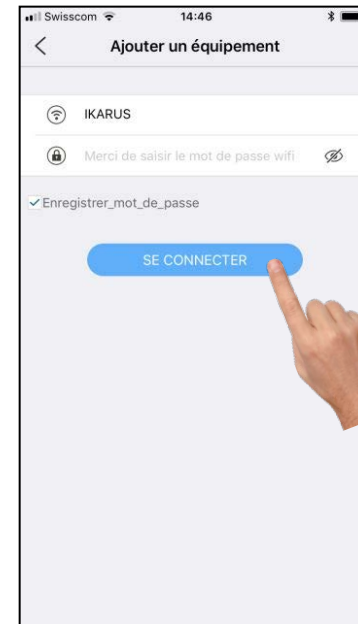 Swisscom 14:46
Ajouter un équipement
IKARUS
Merci de saisir le mot de passe wifi
Enregistrer_mot_de_passe
SE CONNECTER